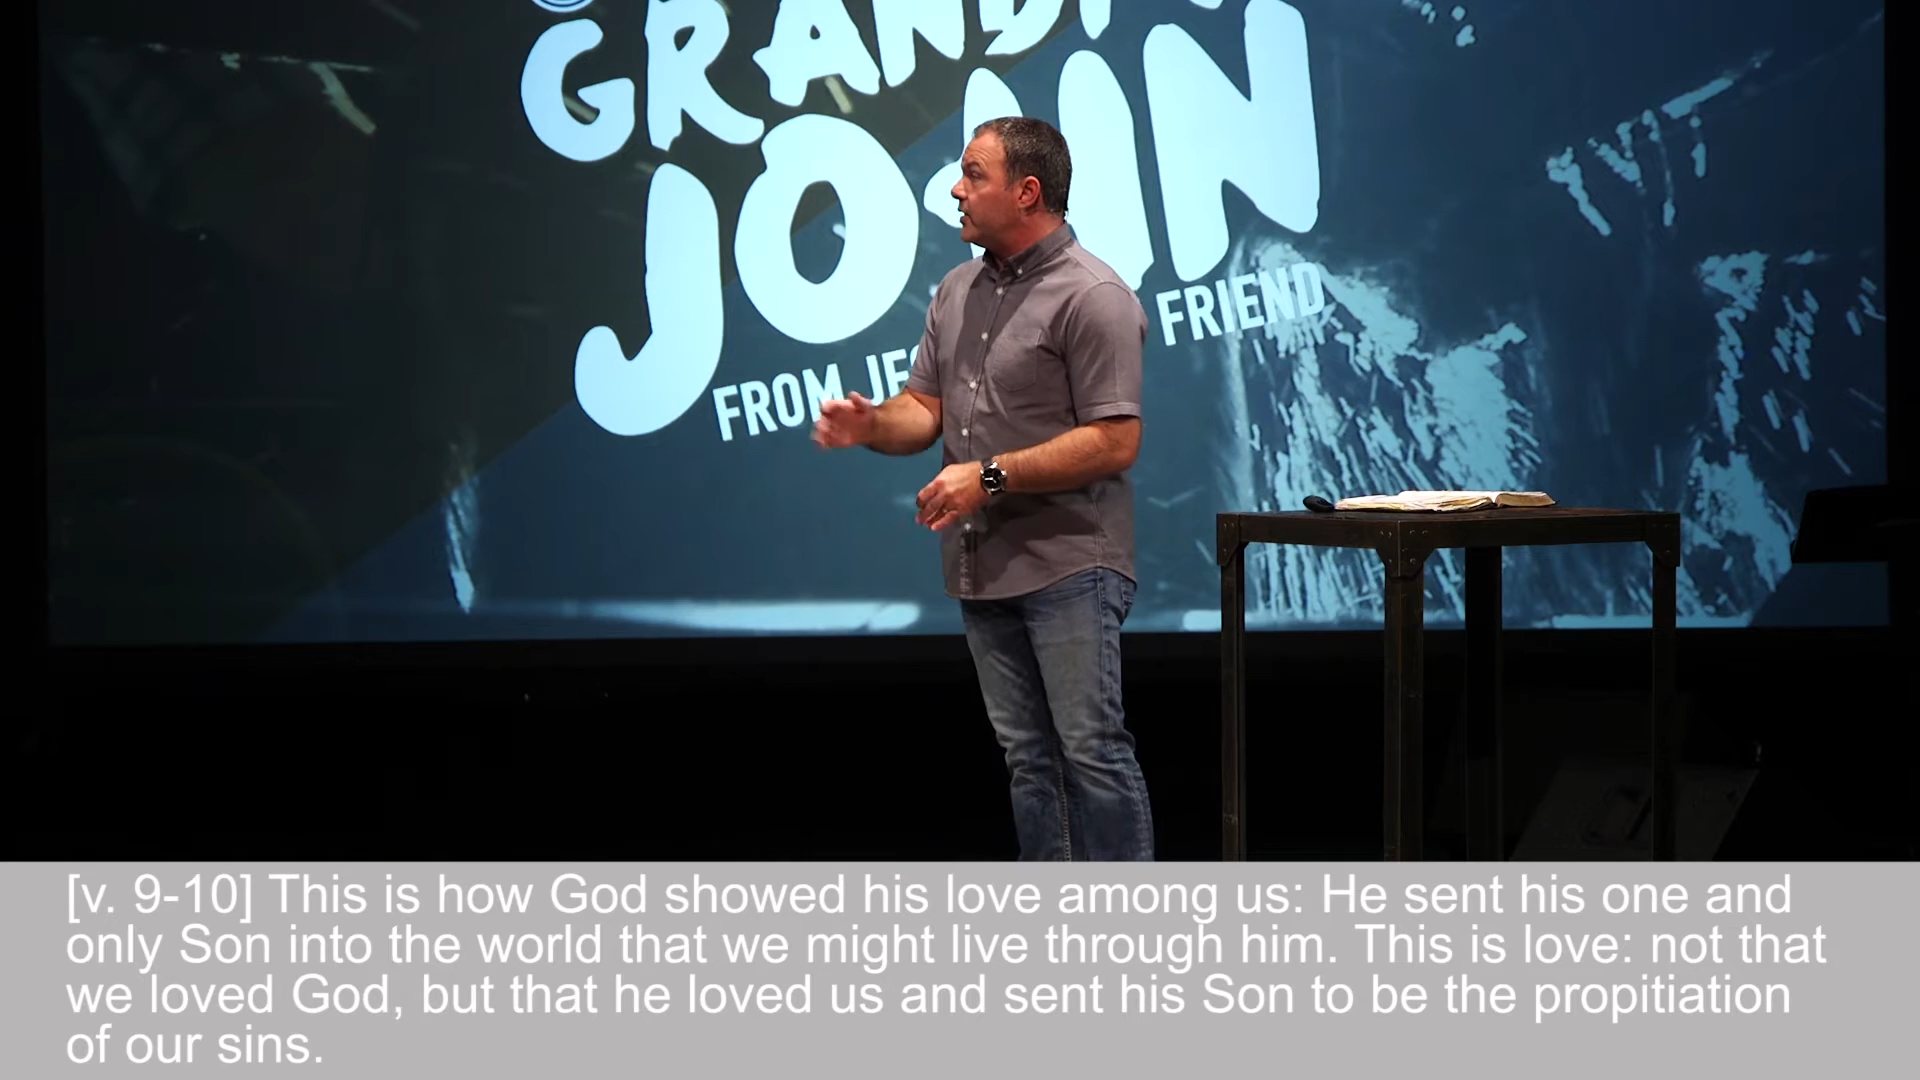 JOHN
FROM
FRIEND
[v. 9-10] This is how God showed his love among us: He sent his one and
only Son into the world that we might live through him. This is love: not that
we loved God, but that he loved us and sent his Son to be the propitiation
of our sins.